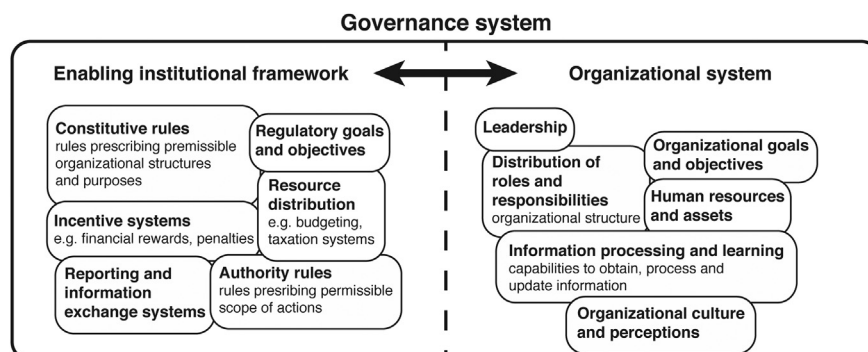 Governance system
Enabling institutional framework
Constitutive rules
rules prescribing premissible
organizational structures
and purposes
Regulatory goals
and objectives
Resource
distribution
e.g. budgeting,
taxation systems
Incentive systems
e.g. financial rewards, penalties
Reporting and
information
exchange systems
Authority rules
rules presribing permissible
scope of actions
Organizational system
Leadership
Distribution of
roles and
responsibilities
organizational structure
Organizational goals
and objectives
Human resources
and assets
Information processing and learning
capabilities to obtain, process and
update information
Organizational culture
and perceptions